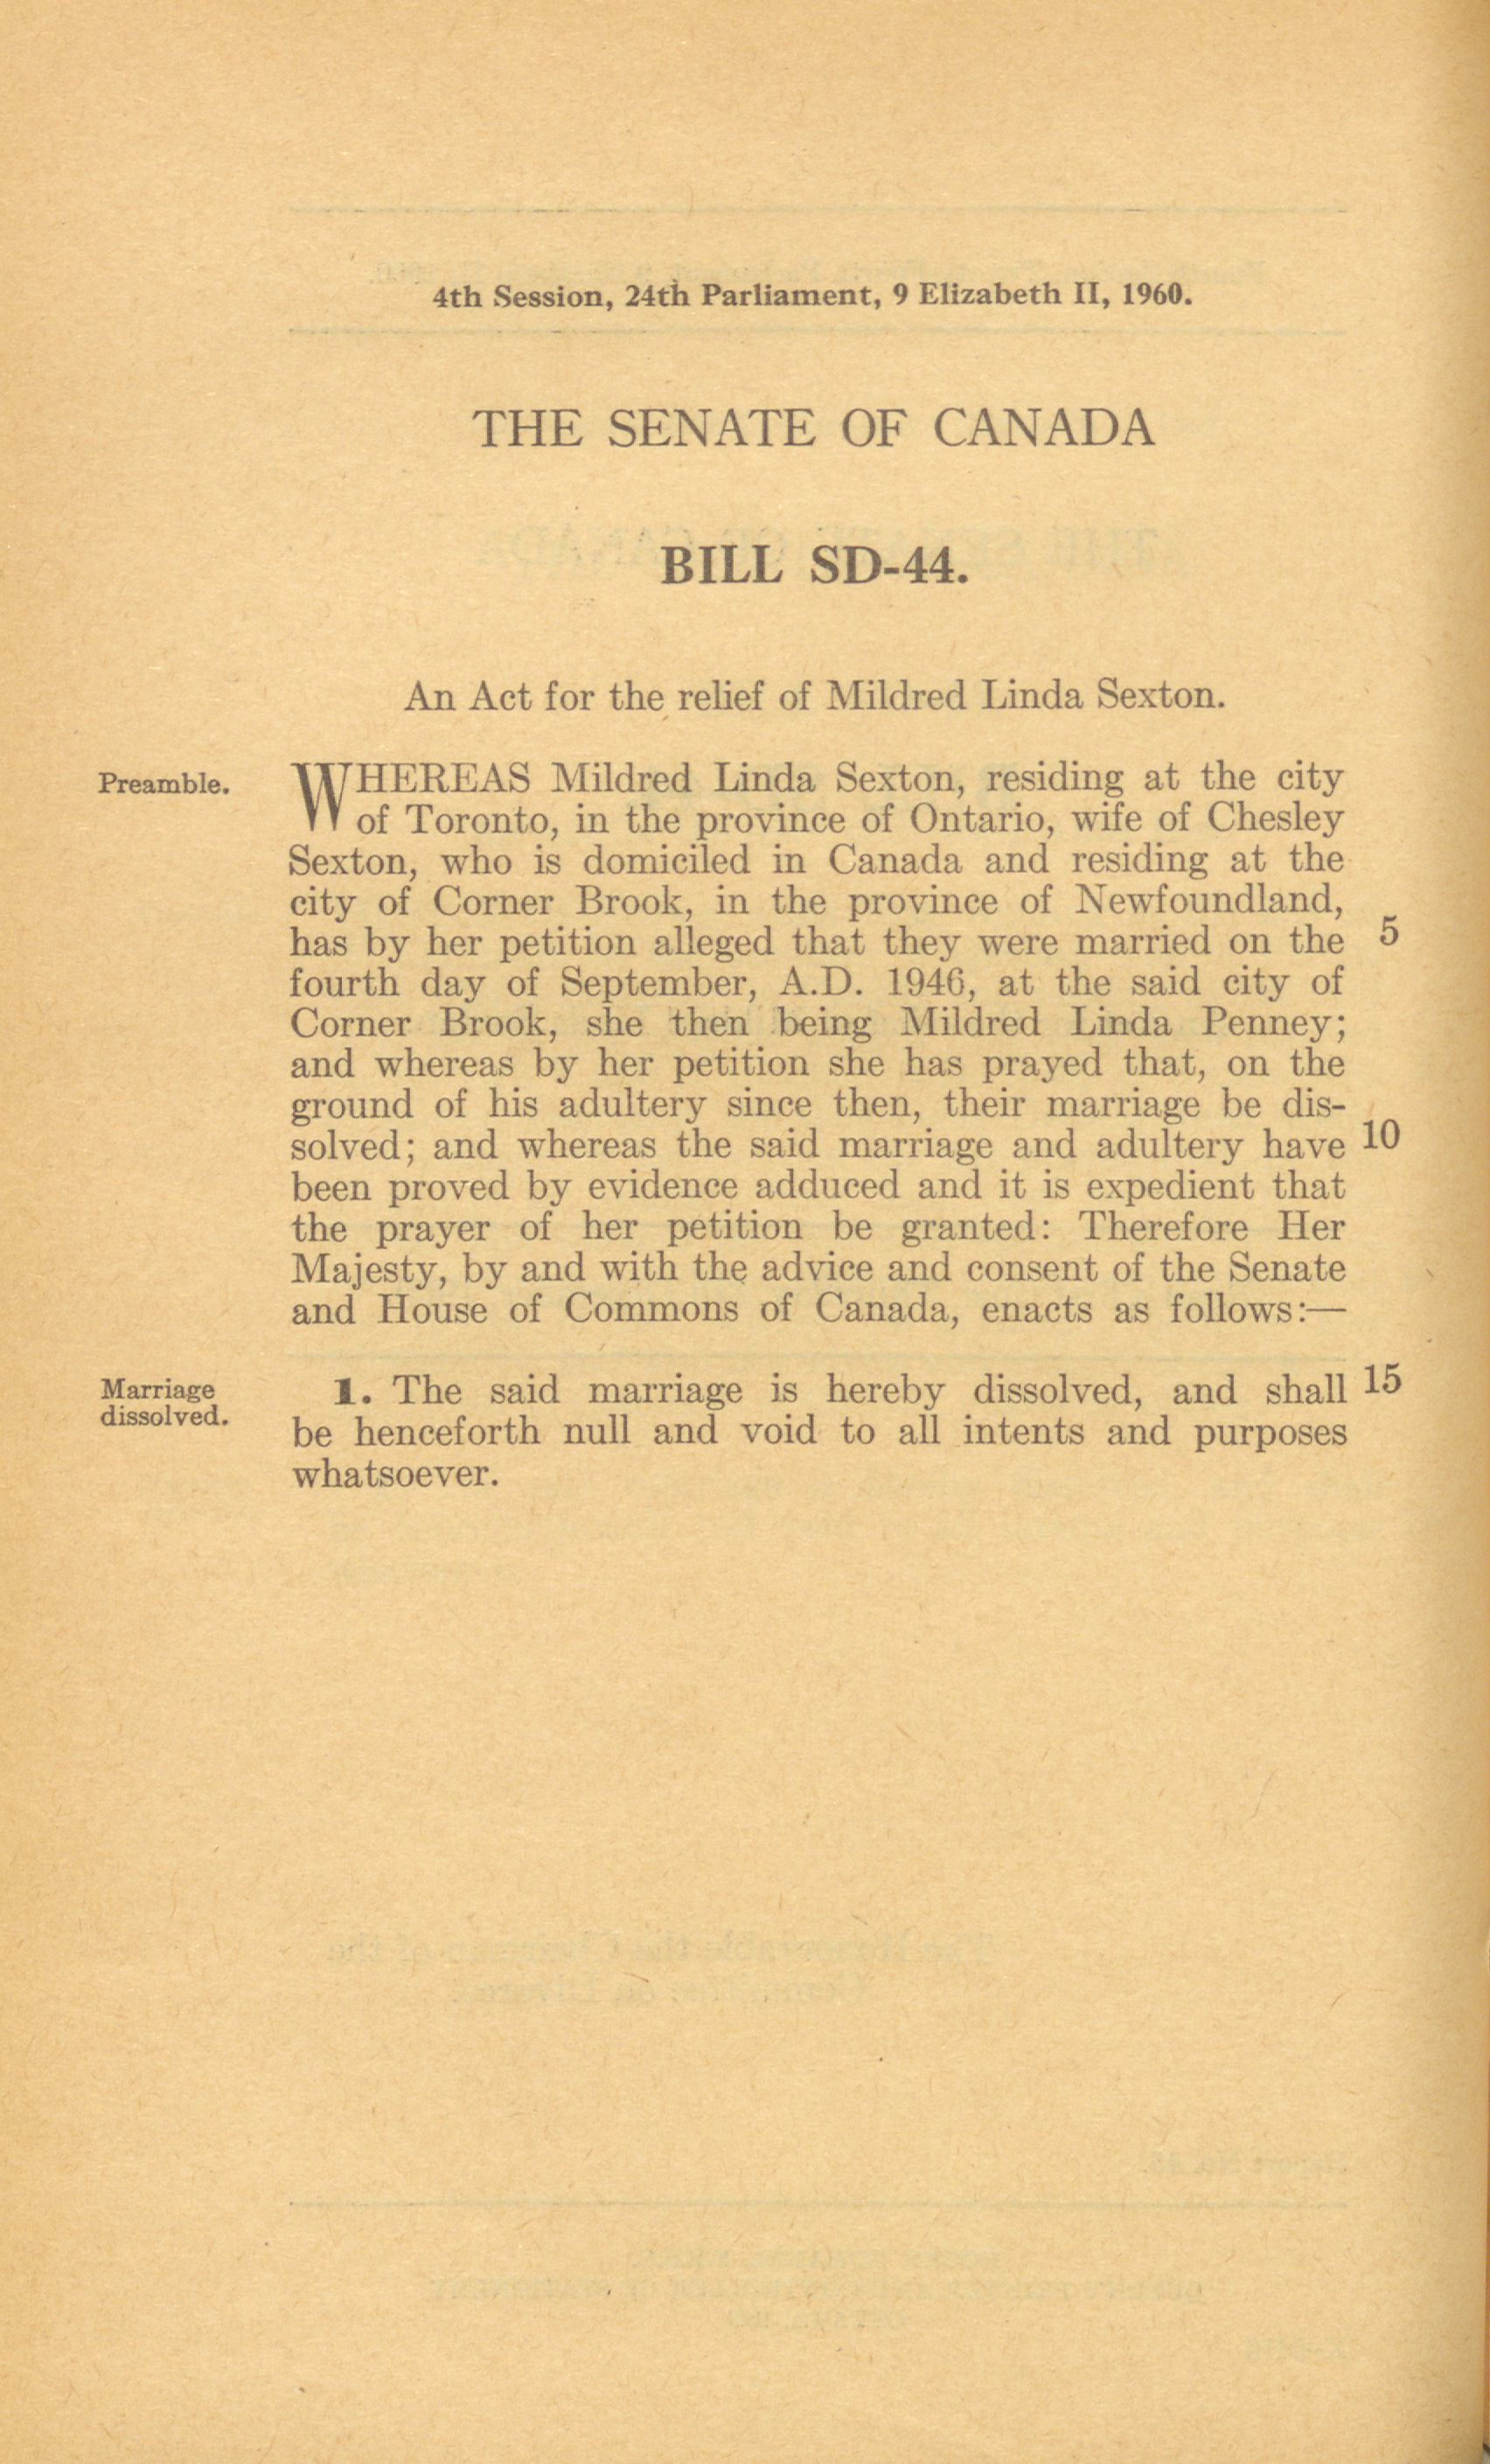 4th Session, 24th Parliament, 9 Elizabeth II, 1960.
THE SENATE OF CANADA
BILL SD-44.
An Act for the relief of Mildred Linda Sexton.
Preamble.
WHEREAS Mildred Linda Sexton, residing at the city
of Toronto, in the province of Ontario, wife of Chesley
Sexton, who is domiciled in Canada and residing at the
city of Corner Brook, in the province of Newfoundland,
has by her petition alleged that they were married on the 5
fourth day of September, A.D. 1946, at the said city of
Corner Brook, she then being Mildred Linda Penney;
and whereas by her petition she has prayed that, on the
ground of his adultery since then, their marriage be dis-
solved; and whereas the said marriage and adultery have 10
been proved by evidence adduced and it is expedient that
the prayer of her petition be granted: Therefore Her
Majesty, by and with the advice and consent of the Senate
and House of Commons of Canada, enacts as follows:—
Marriage
dissolved.
1. The said marriage is hereby dissolved, and shall 15
be henceforth null and void to all intents and purposes
whatsoever.